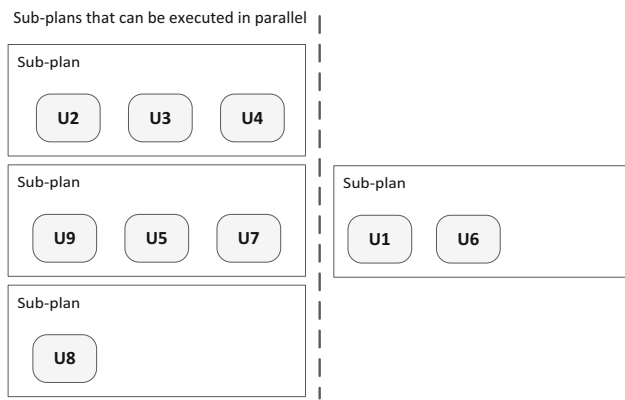 Sub-plans that can be executed in parallel
Sub-plan
U2 U3 U4
Sub-plan
U9 U5 U7
Sub-plan
U8
Sub-plan
U1 U6